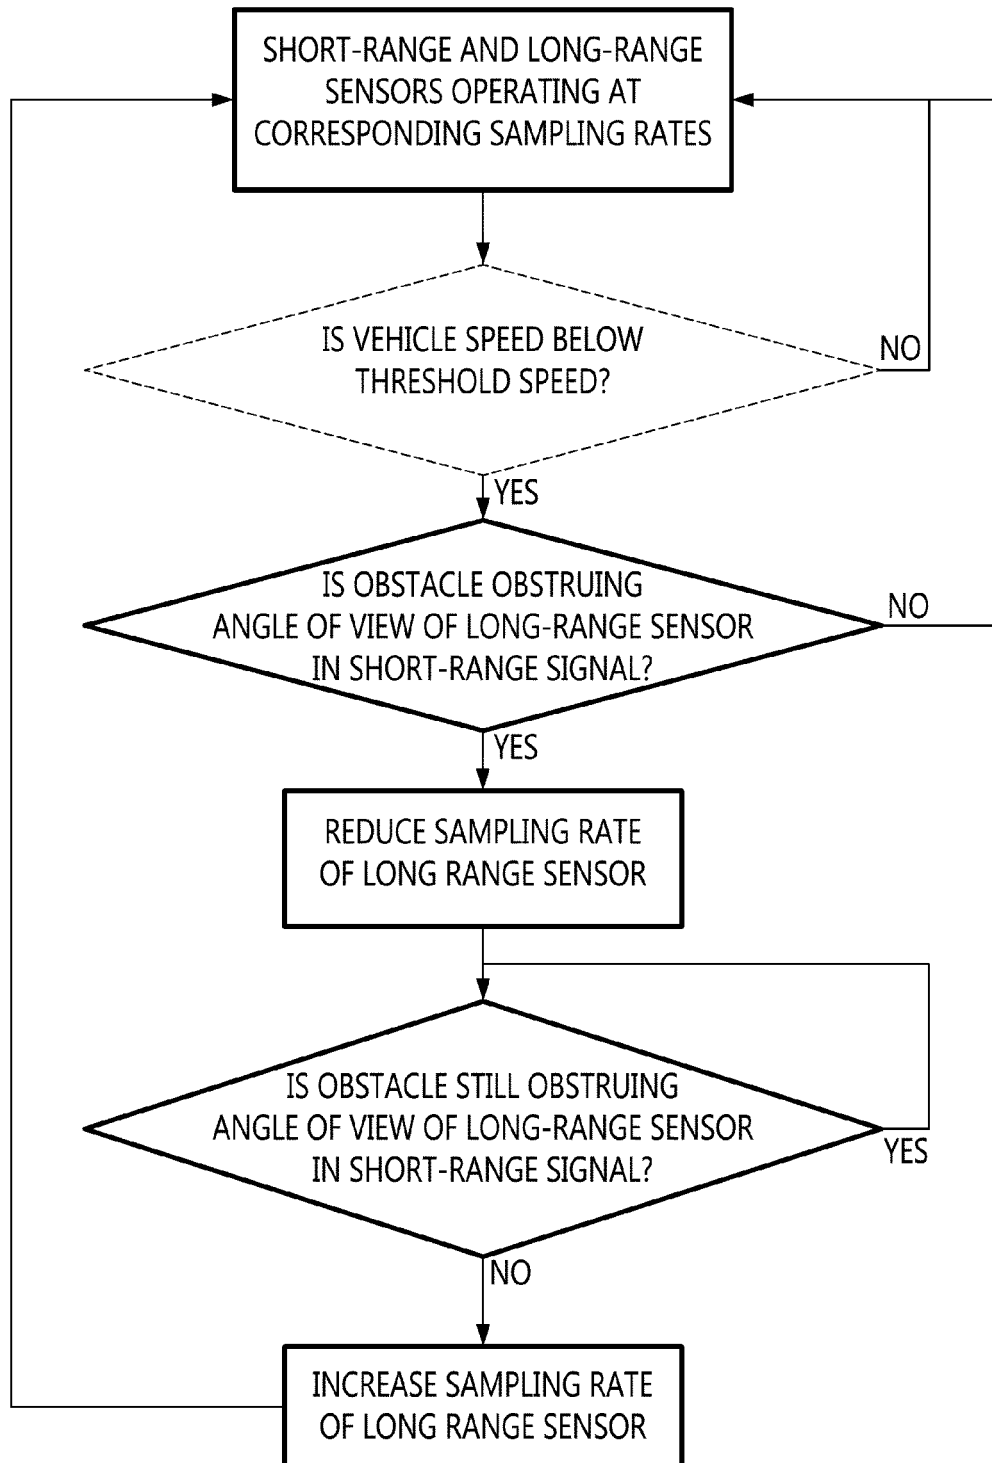 SHORT-RANGE AND LONG-RANGE
SENSORS OPERATING AT
CORRESPONDING SAMPLING RATES
IS VEHICLE SPEED BELOW
THRESHOLD SPEED?
NO
YES
IS OBSTACLE OBSTRUING
ANGLE OF VIEW OF LONG-RANGE SENSOR
IN SHORT-RANGE SIGNAL?
NO
YES
REDUCE SAMPLING RATE
OF LONG RANGE SENSOR
IS OBSTACLE STILL OBSTRUING
ANGLE OF VIEW OF LONG-RANGE SENSOR
IN SHORT-RANGE SIGNAL?
YES
NO
INCREASE SAMPLING RATE
OF LONG RANGE SENSOR